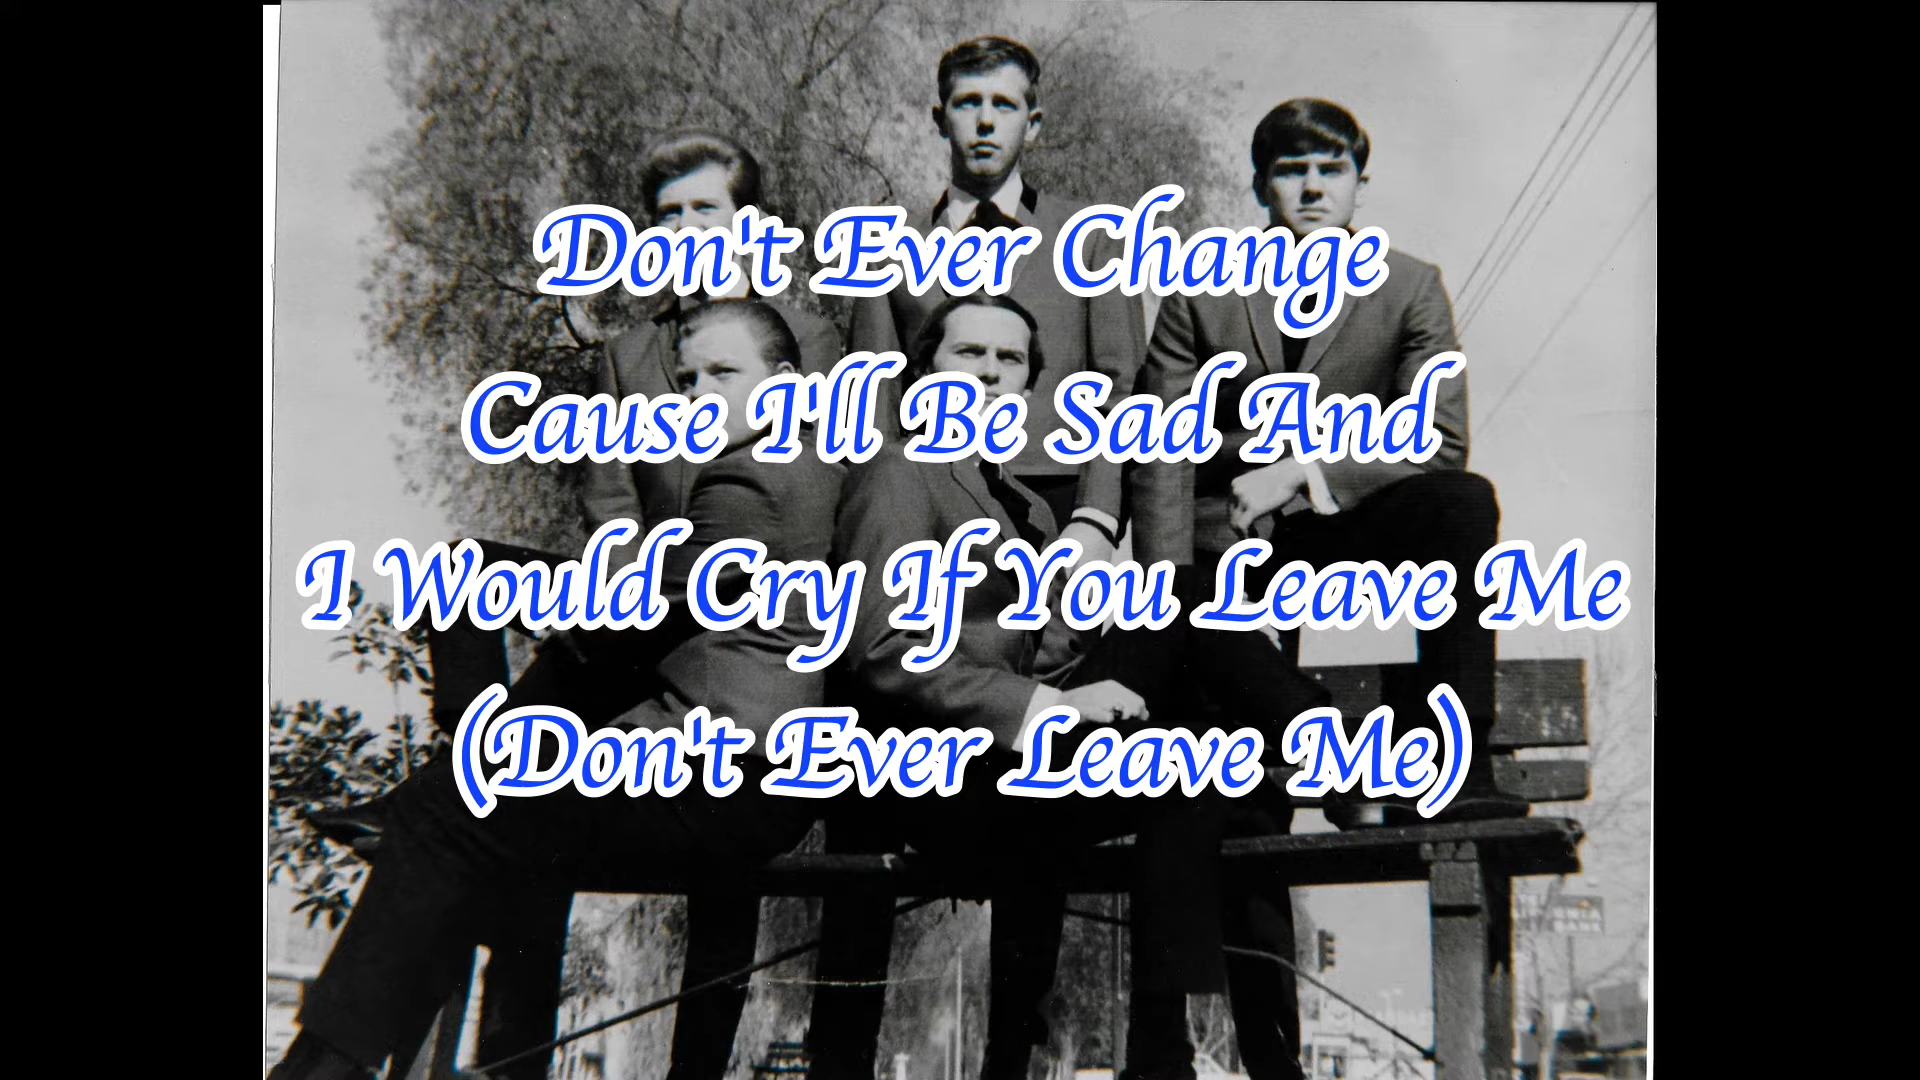 Don't Ever Change
Cause I'll Be Sad And
I Would Cry If You Leave Me
(Don't Ever Leave Me)